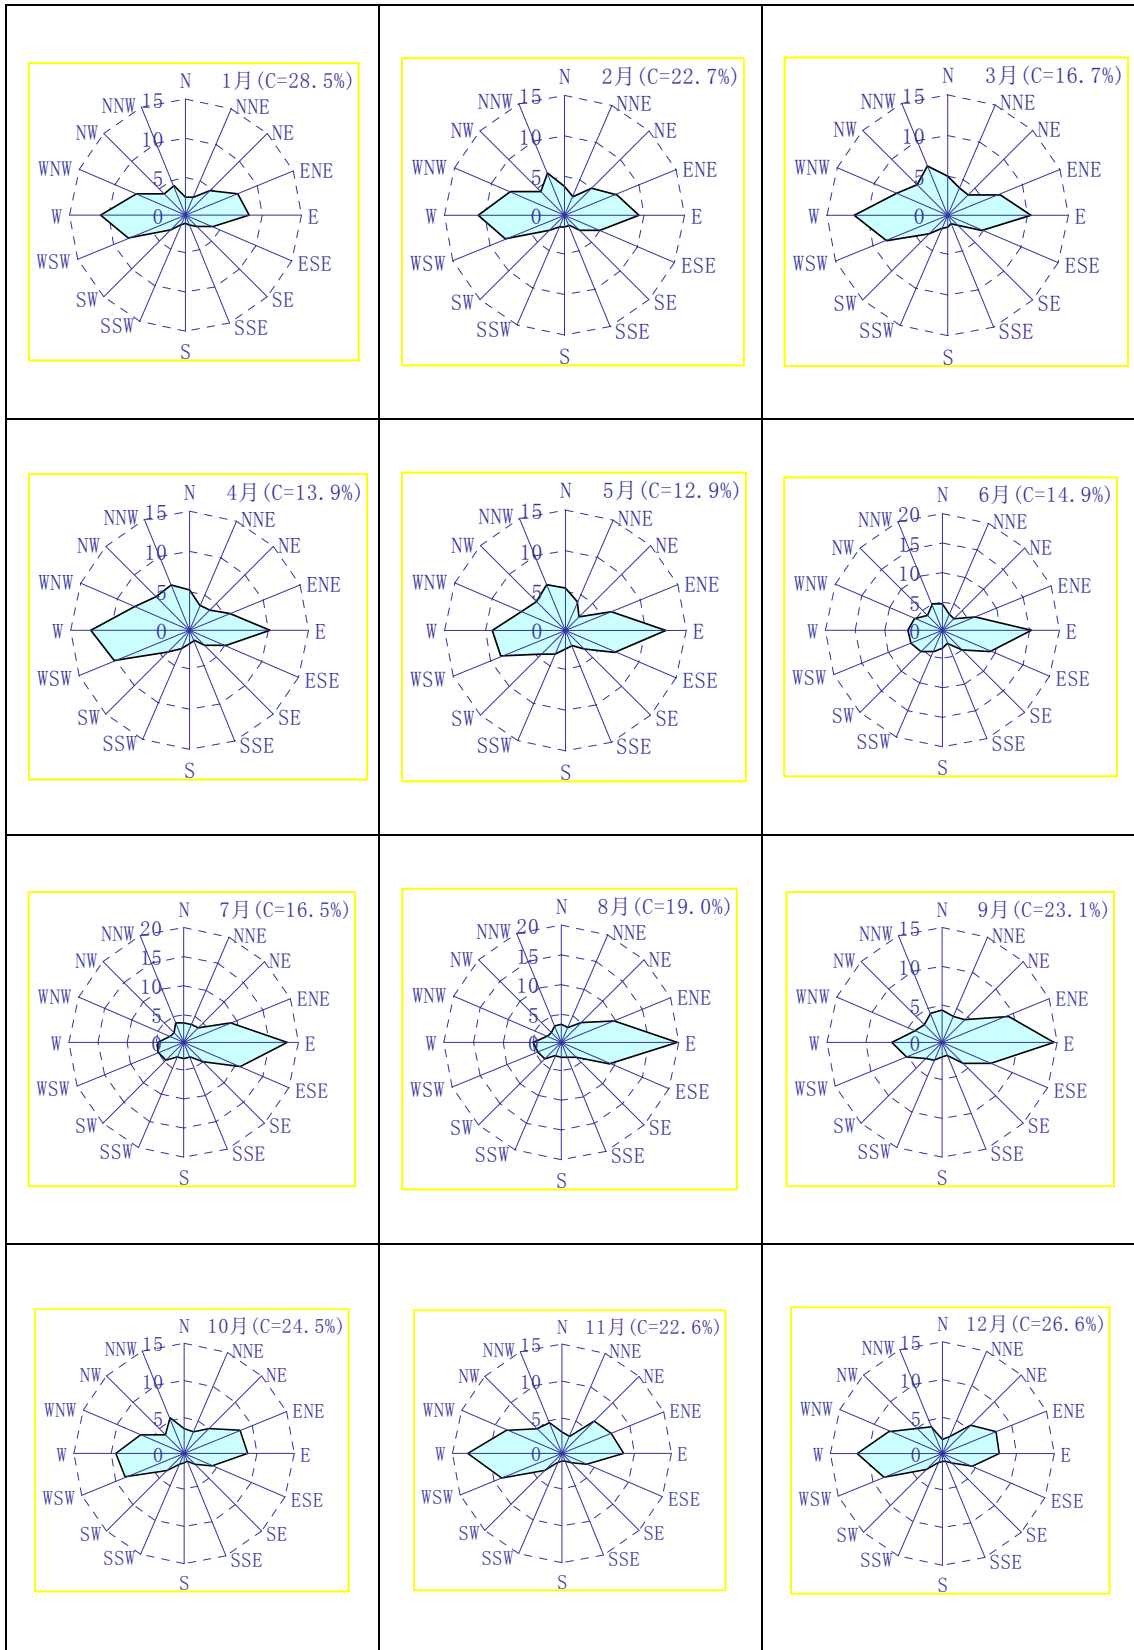 1月(C=28.5%)
N
NNE
NE
ENE
E
ESE
SE
SSE
S
SSW
SW
WSW
W
WNW
NW
NNW
15
10
5
0
2月(C=22.7%)
N
NNE
NE
ENE
E
ESE
SE
SSE
S
SSW
SW
WSW
W
WNW
NW
NNW
15
10
5
0
3月(C=16.7%)
N
NNE
NE
ENE
E
ESE
SE
SSE
S
SSW
SW
WSW
W
WNW
NW
NNW
15
10
5
0
4月(C=13.9%)
N
NNE
NE
ENE
E
ESE
SE
SSE
S
SSW
SW
WSW
W
WNW
NW
NNW
15
10
5
0
5月(C=12.9%)
N
NNE
NE
ENE
E
ESE
SE
SSE
S
SSW
SW
WSW
W
WNW
NW
NNW
15
10
5
0
6月(C=14.9%)
N
NNE
NE
ENE
E
ESE
SE
SSE
S
SSW
SW
WSW
W
WNW
NW
NNW
20
15
10
5
0
7月(C=16.5%)
N
NNE
NE
ENE
E
ESE
SE
SSE
S
SSW
SW
WSW
W
WNW
NW
NNW
20
15
10
5
0
8月(C=19.0%)
N
NNE
NE
ENE
E
ESE
SE
SSE
S
SSW
SW
WSW
W
WNW
NW
NNW
20
15
10
5
0
9月(C=23.1%)
N
NNE
NE
ENE
E
ESE
SE
SSE
S
SSW
SW
WSW
W
WNW
NW
NNW
15
10
5
0
10月(C=24.5%)
N
NNE
NE
ENE
E
ESE
SE
SSE
S
SSW
SW
WSW
W
WNW
NW
NNW
15
10
5
0
11月(C=22.6%)
N
NNE
NE
ENE
E
ESE
SE
SSE
S
SSW
SW
WSW
W
WNW
NW
NNW
15
10
5
0
12月(C=26.6%)
N
NNE
NE
ENE
E
ESE
SE
SSE
S
SSW
SW
WSW
W
WNW
NW
NNW
15
10
5
0